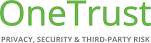 OneTrust
PRIVACY, SECURITY & THIRD-PARTY RISK